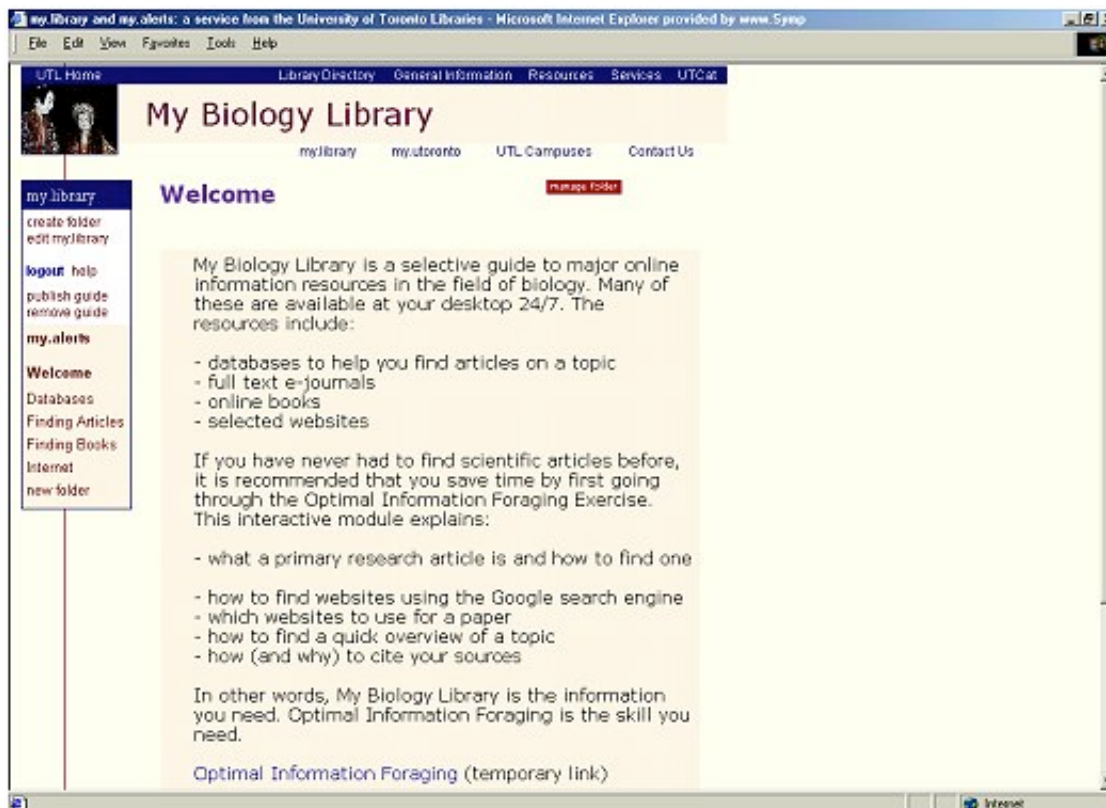 my.library and my.alerts: a service from the University of Toronto Libraries - Microsoft Internet Explorer provided by www.Symp
File Edit View Favorites Tools Help
UTL Home Library Directory General Information Resources Services UTCat
My Biology Library
my.library my.utoronto UTL Campuses Contact Us
my.library
create folder
edit my.library
logout help
publish guide
remove guide
my.alerts
Welcome
Databases
Finding Articles
Finding Books
Internet
new folder
Welcome
manage folder
My Biology Library is a selective guide to major online
information resources in the field of biology. Many of
these are available at your desktop 24/7. The
resources include:
- databases to help you find articles on a topic
- full text e-journals
- online books
- selected websites
If you have never had to find scientific articles before,
it is recommended that you save time by first going
through the Optimal Information Foraging Exercise.
This interactive module explains:
- what a primary research article is and how to find one
- how to find websites using the Google search engine
- which websites to use for a paper
- how to find a quick overview of a topic
- how (and why) to cite your sources
In other words, My Biology Library is the information
you need. Optimal Information Foraging is the skill you
need.
Optimal Information Foraging (temporary link)
Internet